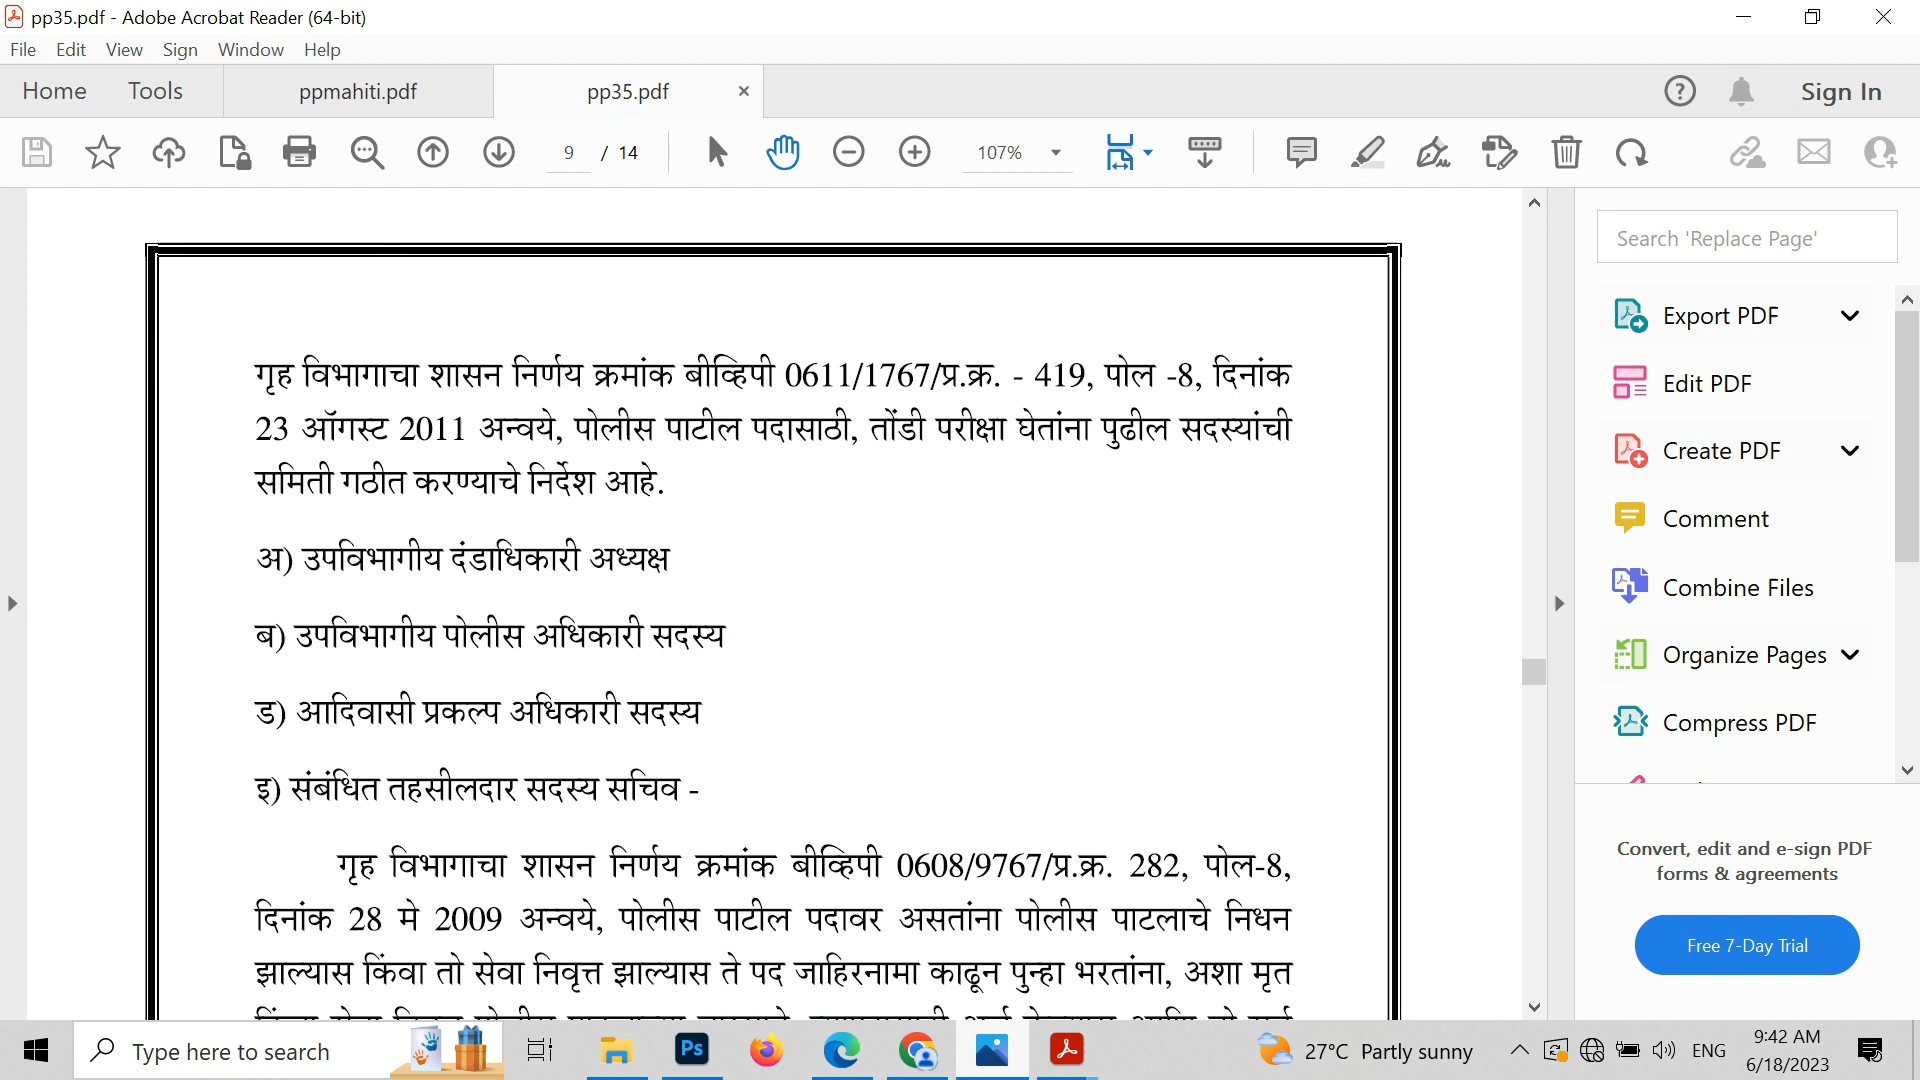 pp35.pdf - Adobe Acrobat Reader (64-bit)
File Edit View Sign Window Help
Home Tools ppmahiti.pdf pp35.pdf × Sign In
9 / 14 107%
Search 'Replace Page'
गृह विभागाचा शासन निर्णय क्रमांक बीव्हिपी 0611/1767/प्र.क्र. - 419, पोल -8, दिनांक
23 ऑगस्ट 2011 अन्वये, पोलीस पाटील पदासाठी, तोंडी परीक्षा घेतांना पुढील सदस्यांची
समिती गठीत करण्याचे निर्देश आहे.
अ) उपविभागीय दंडाधिकारी अध्यक्ष
ब) उपविभागीय पोलीस अधिकारी सदस्य
ड) आदिवासी प्रकल्प अधिकारी सदस्य
इ) संबंधित तहसीलदार सदस्य सचिव -
गृह विभागाचा शासन निर्णय क्रमांक बीव्हिपी 0608/9767/प्र.क्र. 282, पोल-8,
दिनांक 28 मे 2009 अन्वये, पोलीस पाटील पदावर असतांना पोलीस पाटलाचे निधन
झाल्यास किंवा तो सेवा निवृत्त झाल्यास ते पद जाहिरनामा काढून पुन्हा भरतांना, अशा मृत
Export PDF
Edit PDF
Create PDF
Comment
Combine Files
Organize Pages
Compress PDF
Convert, edit and e-sign PDF
forms & agreements
Free 7-Day Trial
Type here to search
Ps
27°C Partly sunny
ENG
9:42 AM
6/18/2023